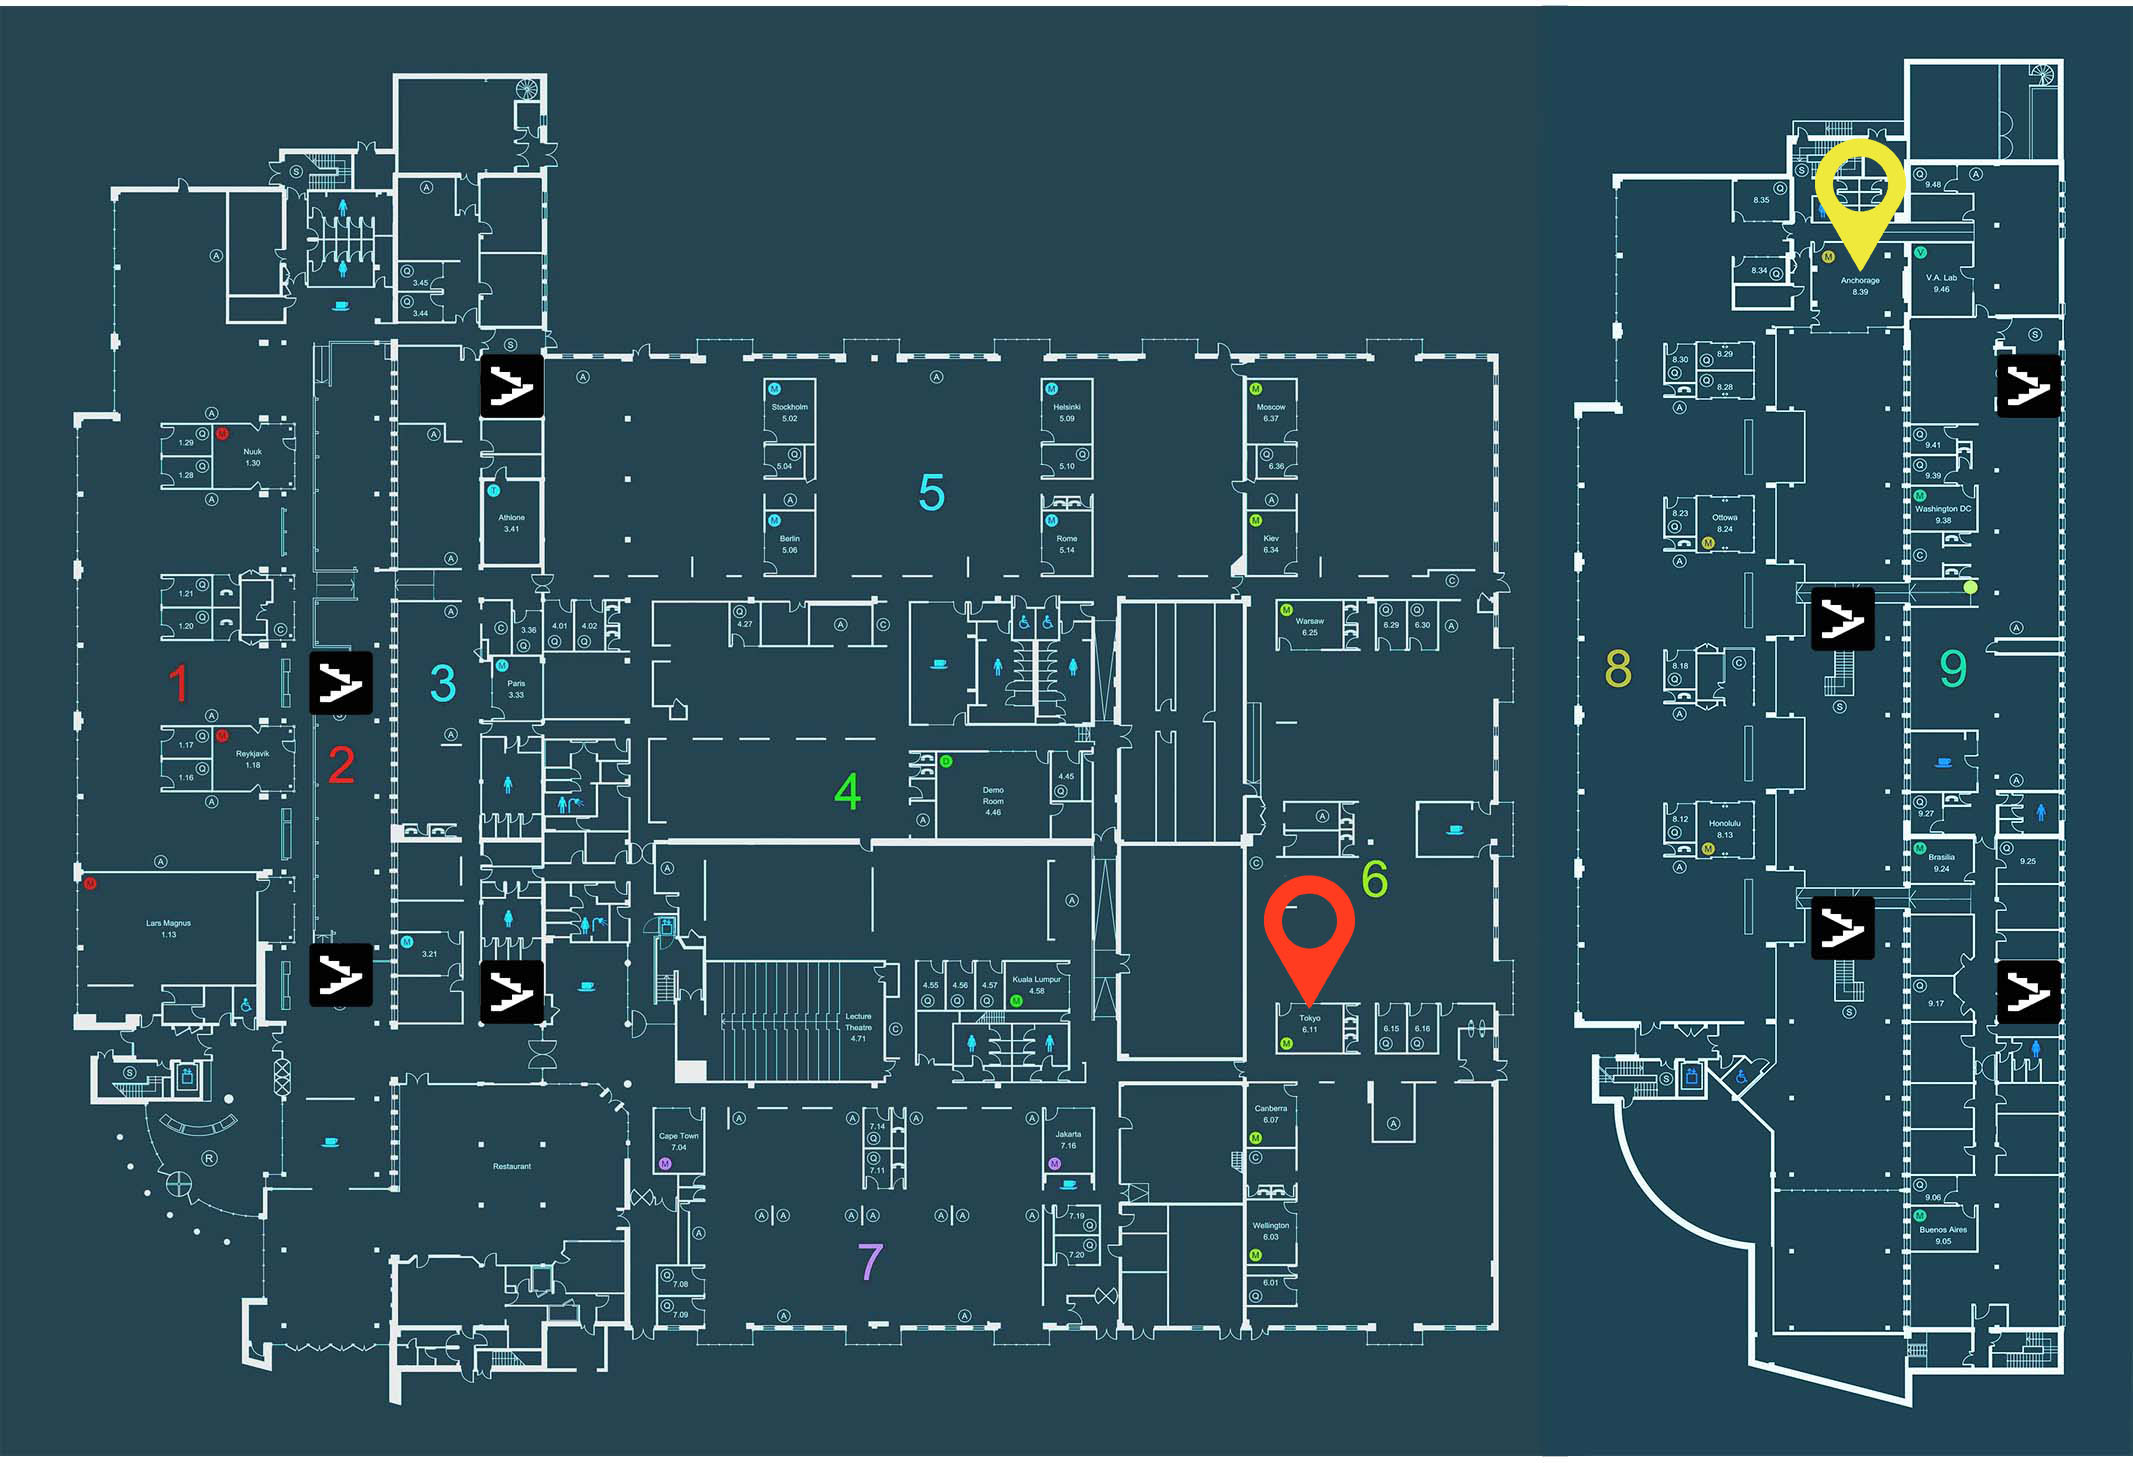 1
2
3
4
5
6
7
8
9
S
A
A
Q
3.45
Q
3.44
S
A
A
A
A
Q
1.29
Q
1.28
M
Nuuk
1.30
A
T
Athlone
3.41
A
M
Stockholm
5.02
Q
5.04
A
M
Berlin
5.06
A
M
Helsinki
5.09
Q
5.10
M
Rome
5.14
M
Moscow
6.37
Q
6.36
A
M
Kiev
6.34
C
Q
1.21
Q
1.20
C
A
C
3.36
Q
4.01
Q
4.02
Q
M
Paris
3.33
A
Q
4.27
A
C
M
Warsaw
6.25
Q
6.29
Q
6.30
A
A
Q
1.17
Q
1.16
M
Reykjavik
1.18
A
D
Demo
Room
4.46
4.45
Q
A
A
C
A
M
Lars Magnus
1.13
M
3.21
A
A
4.55
Q
4.56
Q
4.57
Q
Kuala Lumpur
4.58
M
Lecture
Theatre
4.71
C
Tokyo
6.11
M
6.15
Q
6.16
Q
S
R
Restaurant
Cape Town
7.04
M
A
A
7.14
Q
7.11
Q
A
A
Jakarta
7.16
M
Canberra
6.07
M
C
A
A
A
A
A
A
A
A
A
A
7.19
Q
7.20
Q
Wellington
6.03
M
6.01
Q
Q
7.08
Q
7.09
A
A
S
Q
8.35
8.34
Q
M
Anchorage
8.39
Q
9.48
A
V
V.A. Lab
9.46
S
8.30
Q
8.29
Q
8.28
Q
A
Q
9.41
Q
9.39
M
Washington DC
9.38
8.23
Q
Ottowa
8.24
M
A
C
A
8.18
Q
C
A
S
A
8.12
Q
Honolulu
8.13
M
A
Q
9.27
M
Brasilia
9.24
Q
9.25
Q
9.17
S
S
Q
9.06
M
Buenos Aires
9.05